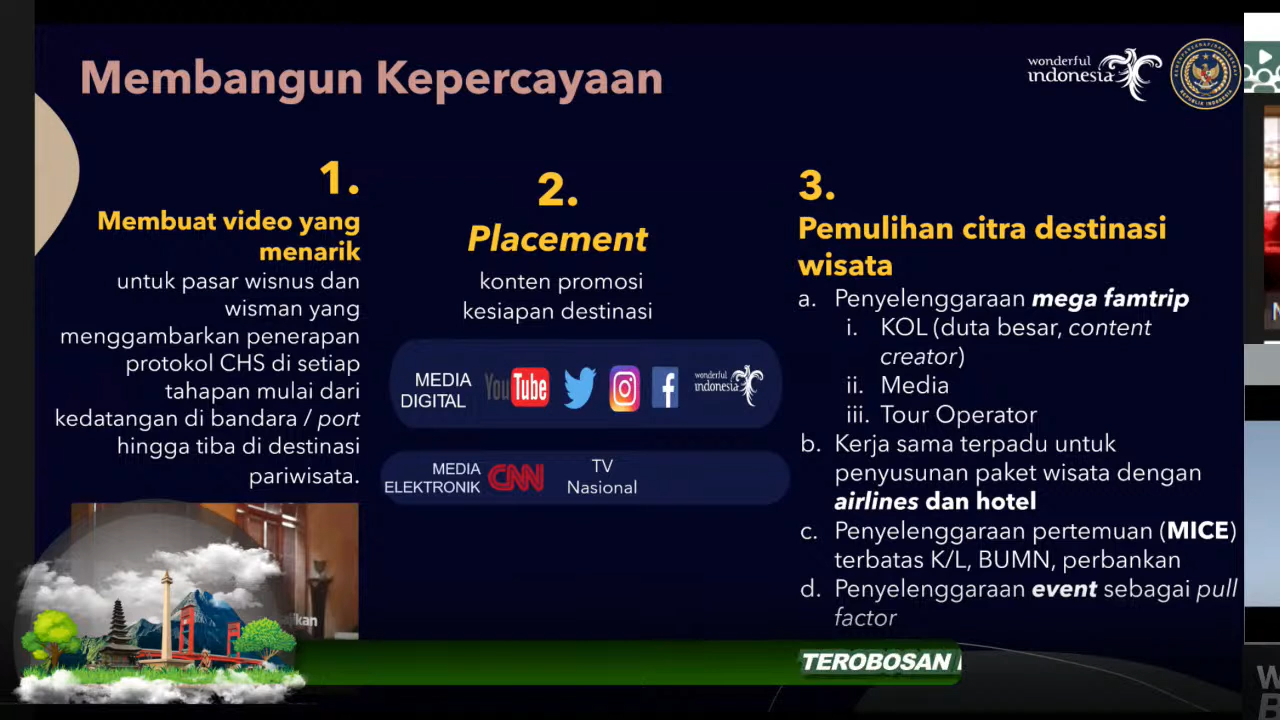 Membangun Kepercayaan
wonderful
indonesia
1.
Membuat video yang
menarik
untuk pasar wisnus dan
wisman yang
menggambarkan penerapan
protokol CHS di setiap
tahapan mulai dari
kedatangan di bandara / port
hingga tiba di destinasi
pariwisata.
2.
Placement
konten promosi
kesiapan destinasi
MEDIA
DIGITAL
YouTube
wonderful
indonesia
MEDIA
ELEKTRONIK
CNN
TV
Nasional
3.
Pemulihan citra destinasi
wisata
a. Penyelenggaraan mega famtrip
i. KOL (duta besar, content
creator)
ii. Media
iii. Tour Operator
b. Kerja sama terpadu untuk
penyusunan paket wisata dengan
airlines dan hotel
c. Penyelenggaraan pertemuan (MICE)
terbatas K/L, BUMN, perbankan
d. Penyelenggaraan event sebagai pull
factor
TEROBOSAN